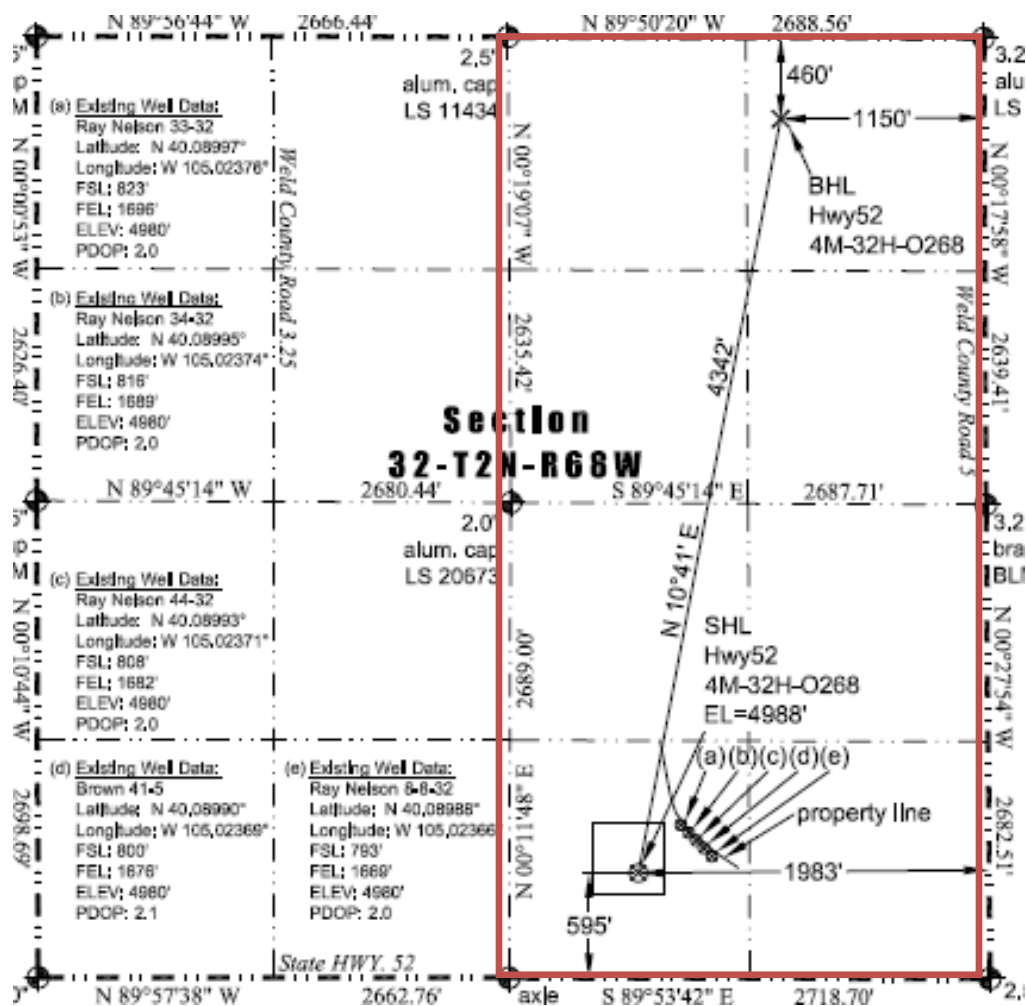 N 89°56'44" W 2666.44' N 89°50'20" W 2688.56'
2.5'
alum. cap
LS 11434
3.2
alu
LS
460'
1150'
BHL
Hwy52
4M-32H-O268
(a) Existing Well Data:
Ray Nelson 33-32
Latitude: N 40.08997°
Longitude: W 105.02376°
FSL: 823'
FEL: 1696'
ELEV: 4980'
PDOP: 2.0
N 00°00'53" W
2626.40'
Weld County Road 3.25
N 00°19'07" W
2635.42'
N 00°17'58" W
2639.41'
Weld County Road 5
(b) Existing Well Data:
Ray Nelson 34-32
Latitude: N 40.08995°
Longitude: W 105.02374°
FSL: 816'
FEL: 1689'
ELEV: 4980'
PDOP: 2.0
4342'
N 10°41' E
Section
32-T2N-R68W
N 89°45'14" W 2680.44' S 89°45'14" E 2687.71'
2.0'
alum. cap
LS 20673
3.2
bra
BLM
(c) Existing Well Data:
Ray Nelson 44-32
Latitude: N 40.08993°
Longitude: W 105.02371°
FSL: 808'
FEL: 1682'
ELEV: 4980'
PDOP: 2.0
N 00°10'44" W
2698.69'
2689.00'
N 00°11'48" E
N 00°27'54" W
2682.51'
SHL
Hwy52
4M-32H-O268
EL=4988'
(a)(b)(c)(d)(e)
property line
1983'
595'
(d) Existing Well Data:
Brown 41-5
Latitude: N 40.08990°
Longitude: W 105.02369°
FSL: 800'
FEL: 1676'
ELEV: 4980'
PDOP: 2.1
(e) Existing Well Data:
Ray Nelson 8-8-32
Latitude: N 40.08988°
Longitude: W 105.02366°
FSL: 793'
FEL: 1669'
ELEV: 4980'
PDOP: 2.0
State HWY. 52
N 89°57'38" W 2662.76' axle S 89°53'42" E 2718.70'